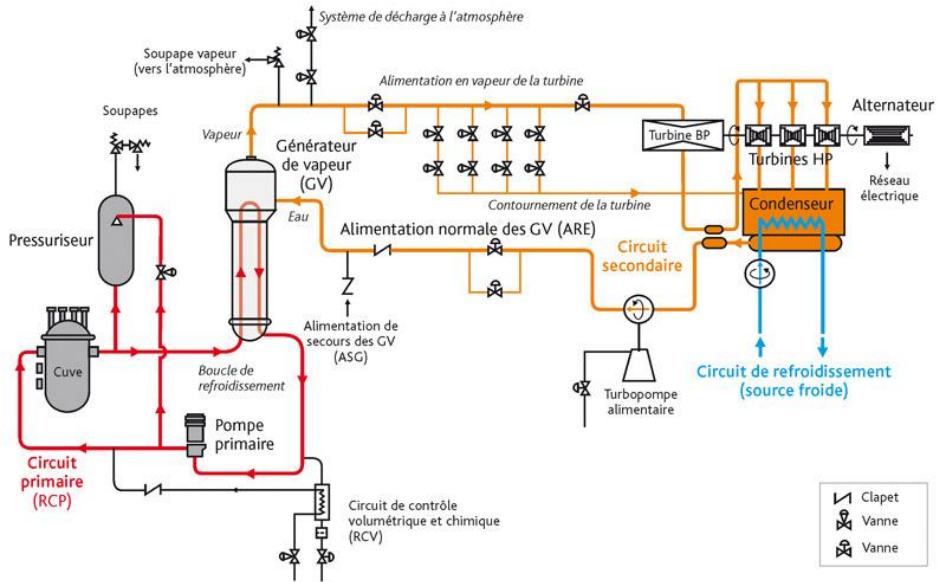 Système de décharge à l'atmosphère
Soupape vapeur
(vers l'atmosphère)
Alimentation en vapeur de la turbine
Soupapes
Alternateur
Vapeur
Générateur
de vapeur
(GV)
Turbine BP
Turbines HP
Réseau
électrique
Contournement de la turbine
Condenseur
Eau
Pressuriseur
Alimentation normale des GV (ARE)
Circuit
secondaire
Alimentation de
secours des GV
(ASG)
Cuve
Boucle de
refroidissement
Circuit de refroidissement
(source froide)
Turbopompe
alimentaire
Pompe
primaire
Circuit
primaire
(RCP)
Circuit de contrôle
volumétrique et chimique
(RCV)
Clapet
Vanne
Vanne